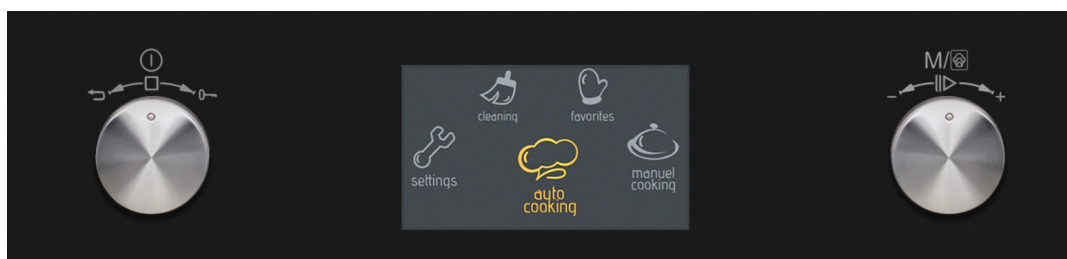 M/
- +
cleaning
favorites
settings
manuel
cooking
auto
cooking